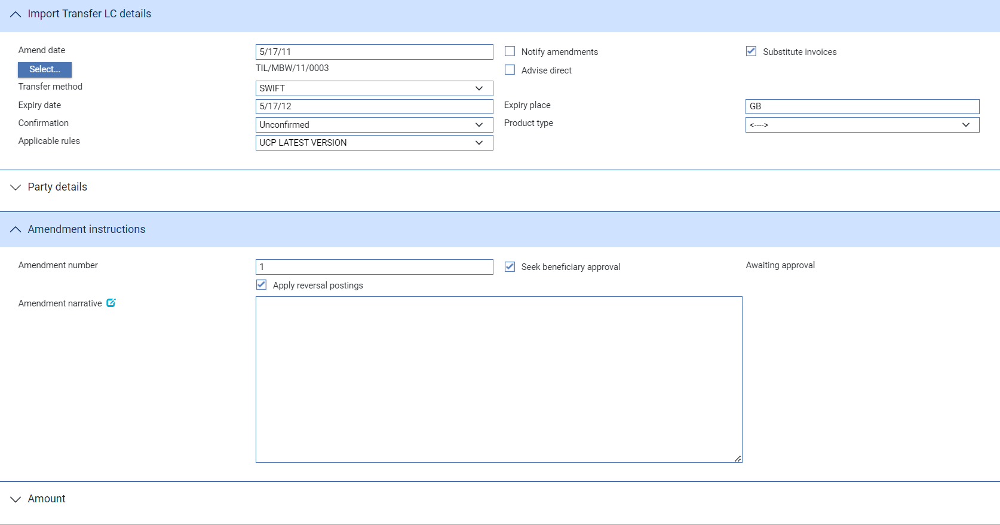 Import Transfer LC details
Amend date 5/17/11 Notify amendments Substitute invoices
Select... TIL/MBW/11/0003 Advise direct
Transfer method SWIFT
Expiry date 5/17/12 Expiry place GB
Confirmation Unconfirmed Product type <---->
Applicable rules UCP LATEST VERSION
Party details
Amendment instructions
Amendment number 1 Seek beneficiary approval Awaiting approval
Apply reversal postings
Amendment narrative
Amount